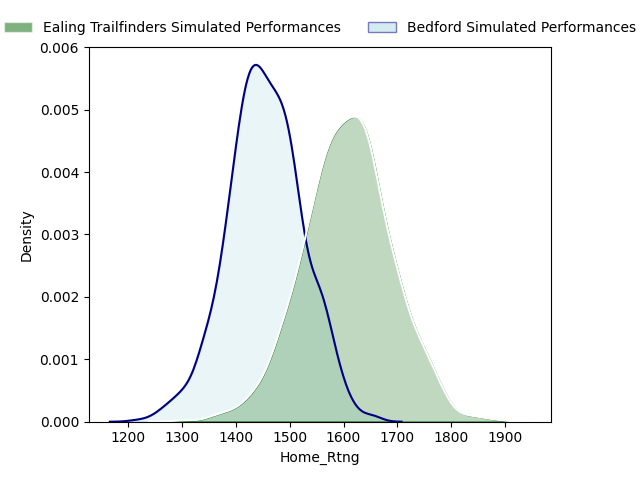 Ealing Trailfinders Simulated Performances
Bedford Simulated Performances
0.006
0.005
0.004
0.003
0.002
0.001
0.000
Density
1200 1300 1400 1500 1600 1700 1800 1900
Home_Rtng